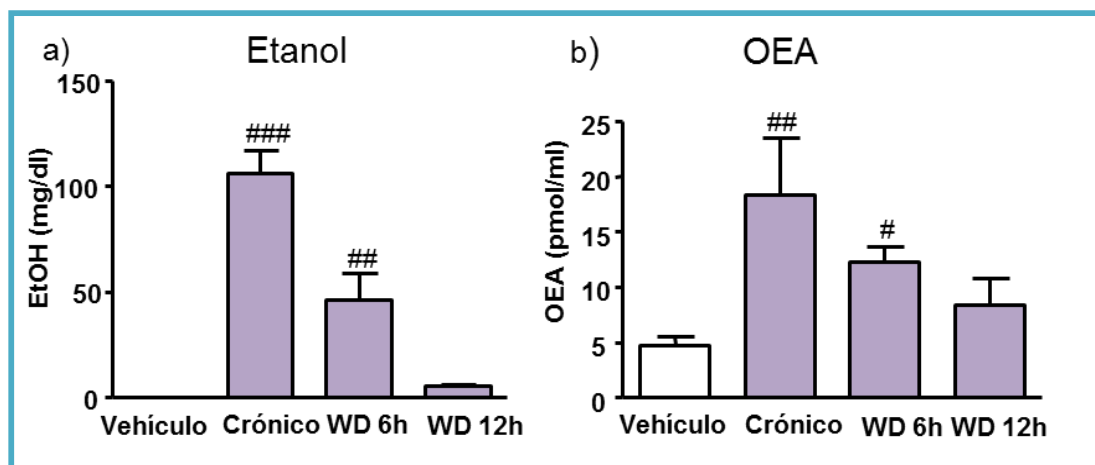 a) Etanol
EtOH (mg/dl)
150
100
50
0
###
##
Vehículo Crónico WD 6h WD 12h
b) OEA
OEA (pmol/ml)
25
20
15
10
5
0
##
#
Vehículo Crónico WD 6h WD 12h